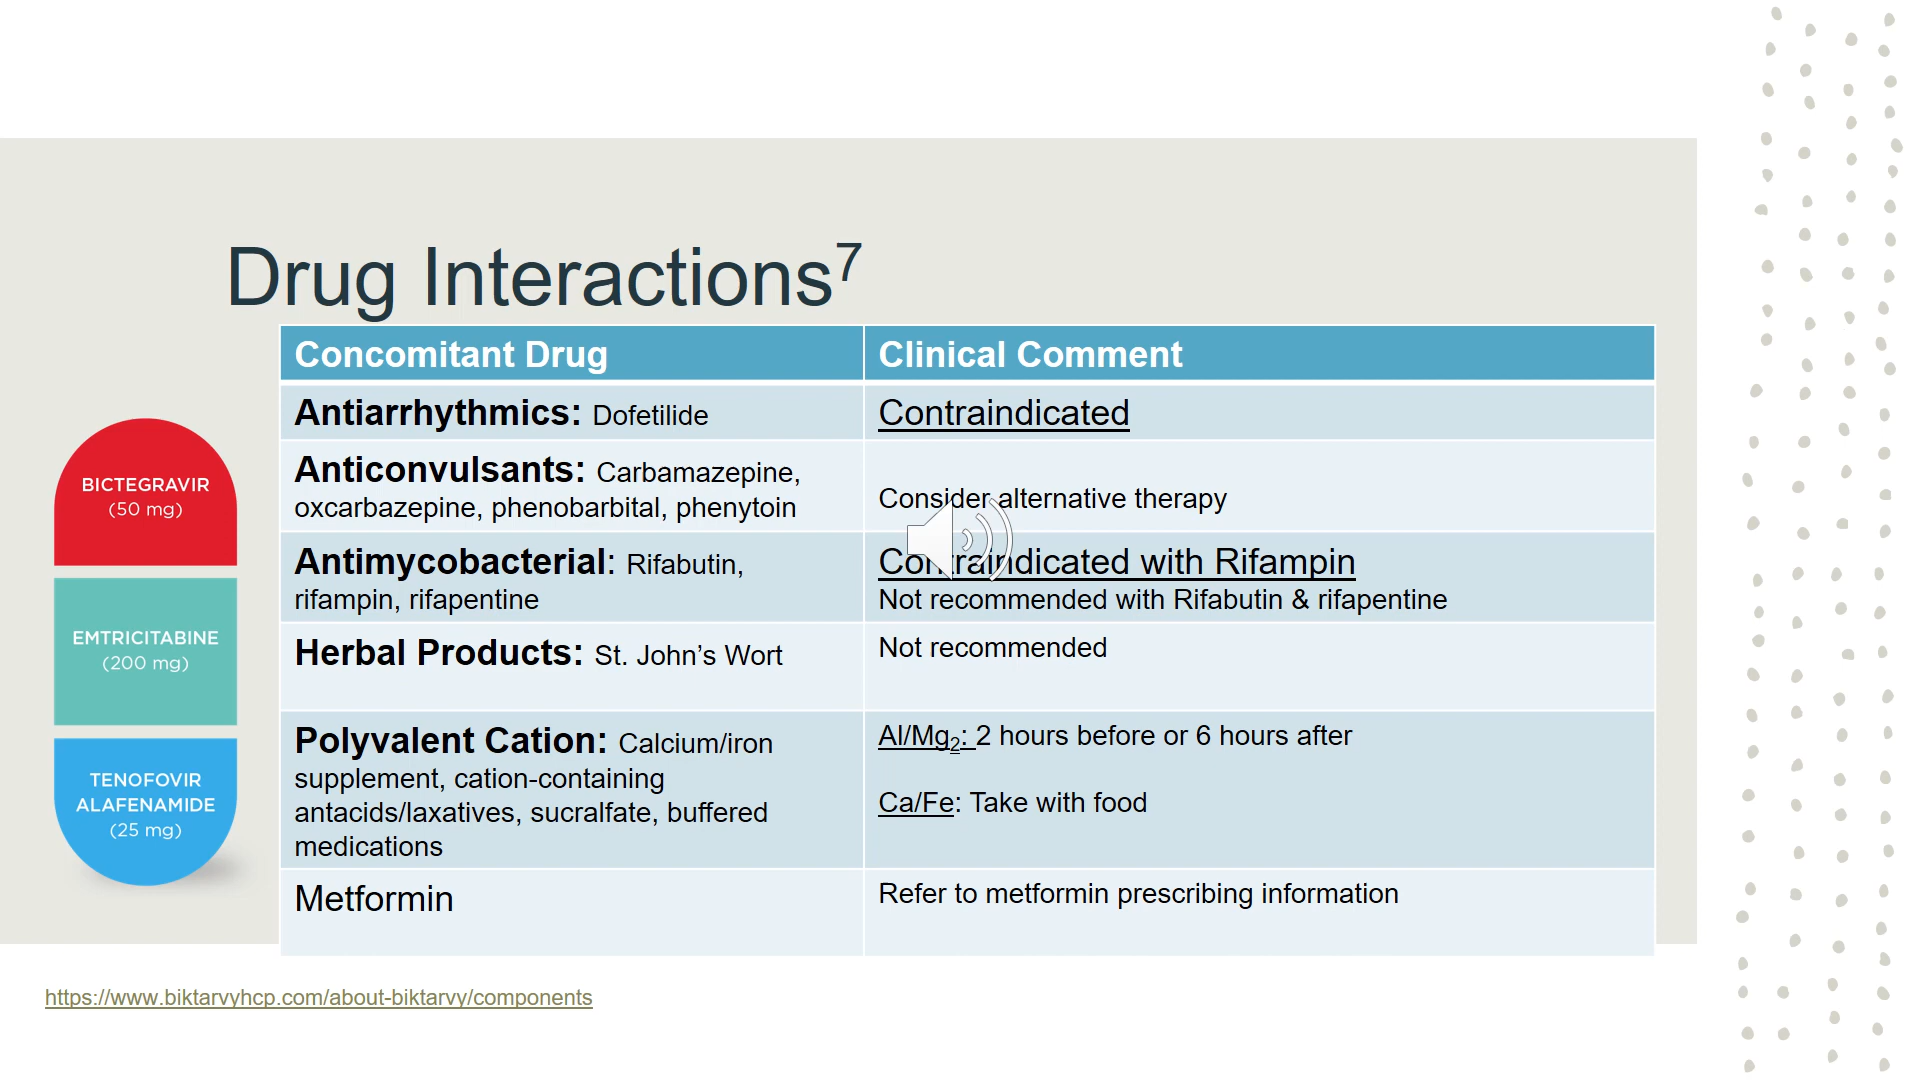 Drug Interactions⁷
Concomitant Drug
Clinical Comment
Antiarrhythmics: Dofetilide
Contraindicated
Anticonvulsants: Carbamazepine,
oxcarbazepine, phenobarbital, phenytoin
Consider alternative therapy
Antimycobacterial: Rifabutin,
rifampin, rifapentine
Contraindicated with Rifampin
Not recommended with Rifabutin & rifapentine
Herbal Products: St. John’s Wort
Not recommended
Polyvalent Cation: Calcium/iron
supplement, cation-containing
antacids/laxatives, sucralfate, buffered
medications
Al/Mg₂: 2 hours before or 6 hours after
Ca/Fe: Take with food
Metformin
Refer to metformin prescribing information
BICTEGRAVIR
(50 mg)
EMTRICITABINE
(200 mg)
TENOFOVIR
ALAFENAMIDE
(25 mg)
https://www.biktarvyhcp.com/about-biktarvy/components